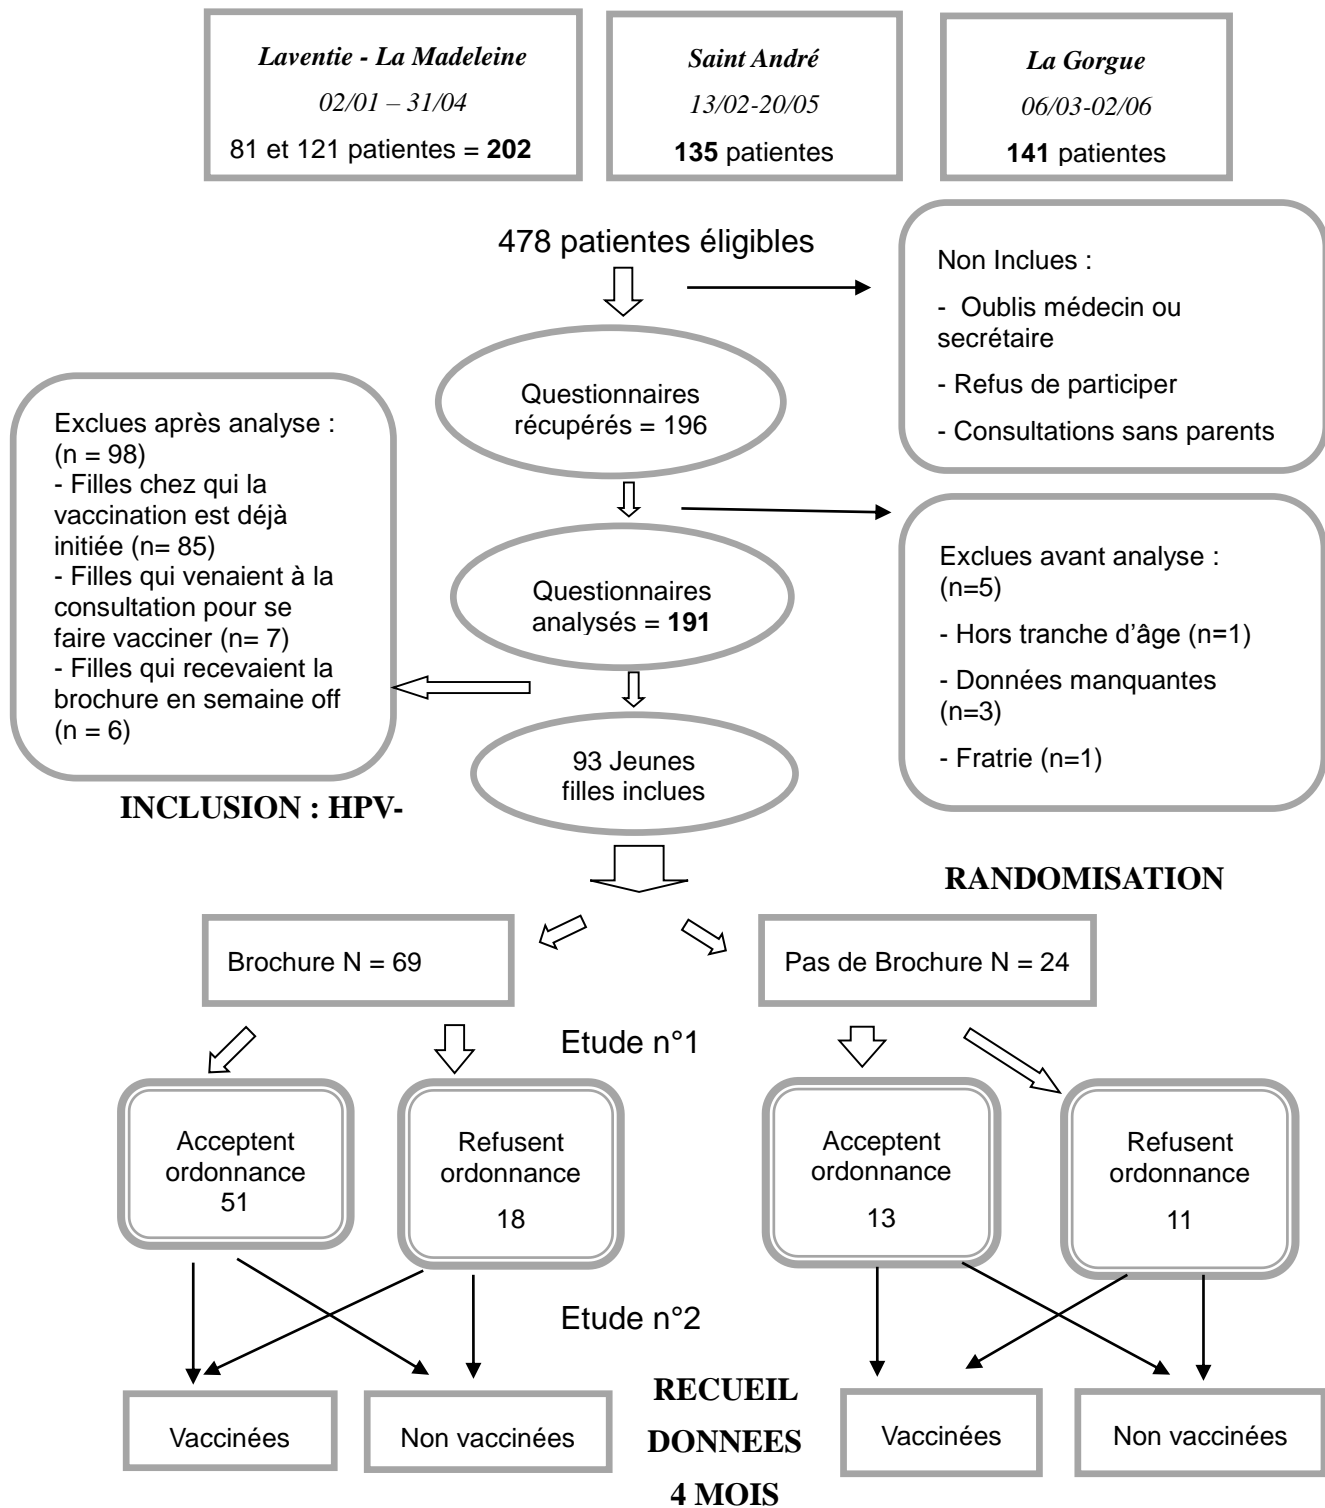 Laventie - La Madeleine
02/01 – 31/04
81 et 121 patientes = 202
Saint André
13/02-20/05
135 patientes
La Gorgue
06/03-02/06
141 patientes
478 patientes éligibles
Non Inclues :
- Oublis médecin ou
secrétaire
- Refus de participer
- Consultations sans parents
Questionnaires
récupérés = 196
Exclues après analyse :
(n = 98)
- Filles chez qui la
vaccination est déjà
initiée (n= 85)
- Filles qui venaient à la
consultation pour se
faire vacciner (n= 7)
- Filles qui recevaient la
brochure en semaine off
(n = 6)
Exclues avant analyse :
(n=5)
- Hors tranche d’âge (n=1)
- Données manquantes
(n=3)
- Fratrie (n=1)
Questionnaires
analysés = 191
93 Jeunes
filles inclues
INCLUSION : HPV-
RANDOMISATION
Brochure N = 69
Pas de Brochure N = 24
Etude n°1
Acceptent
ordonnance
51
Refusent
ordonnance
18
Acceptent
ordonnance
13
Refusent
ordonnance
11
Etude n°2
Vaccinées
Non vaccinées
RECUEIL
DONNEES
4 MOIS
Vaccinées
Non vaccinées